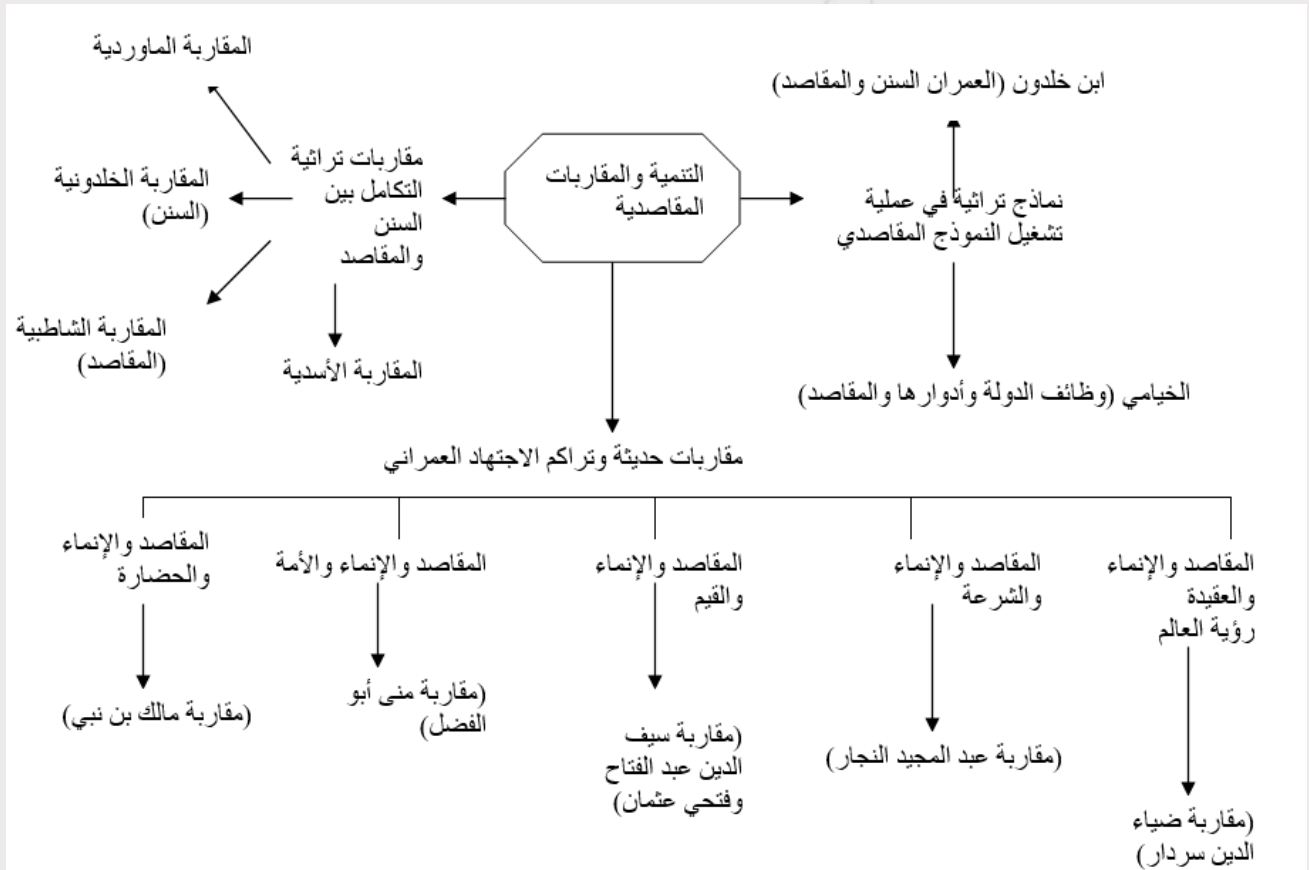 المقاربة الماوردية
ابن خلدون (العمران السنن والمقاصد)
التنمية والمقاربات
المقاصدية
نماذج تراثية في عملية
تشغيل النموذج المقاصدي
مقاربات تراثية
التكامل بين
السنن
والمقاصد
المقاربة الخلدونية
(السنن)
المقاربة الشاطبية
(المقاصد)
المقاربة الأسدية
الخيامي (وظائف الدولة وأدوارها والمقاصد)
مقاربات حديثة وتراكم الاجتهاد العمراني
المقاصد والإنماء
والعقيدة
رؤية العالم
المقاصد والإنماء
والشرعة
المقاصد والإنماء
والقيم
المقاصد والإنماء والأمة
المقاصد والإنماء
والحضارة
(مقاربة ضياء
الدين سردار)
(مقاربة عبد المجيد النجار)
(مقاربة سيف
الدين عبد الفتاح
وفتحي عثمان)
(مقاربة منى أبو
الفضل)
(مقاربة مالك بن نبي)